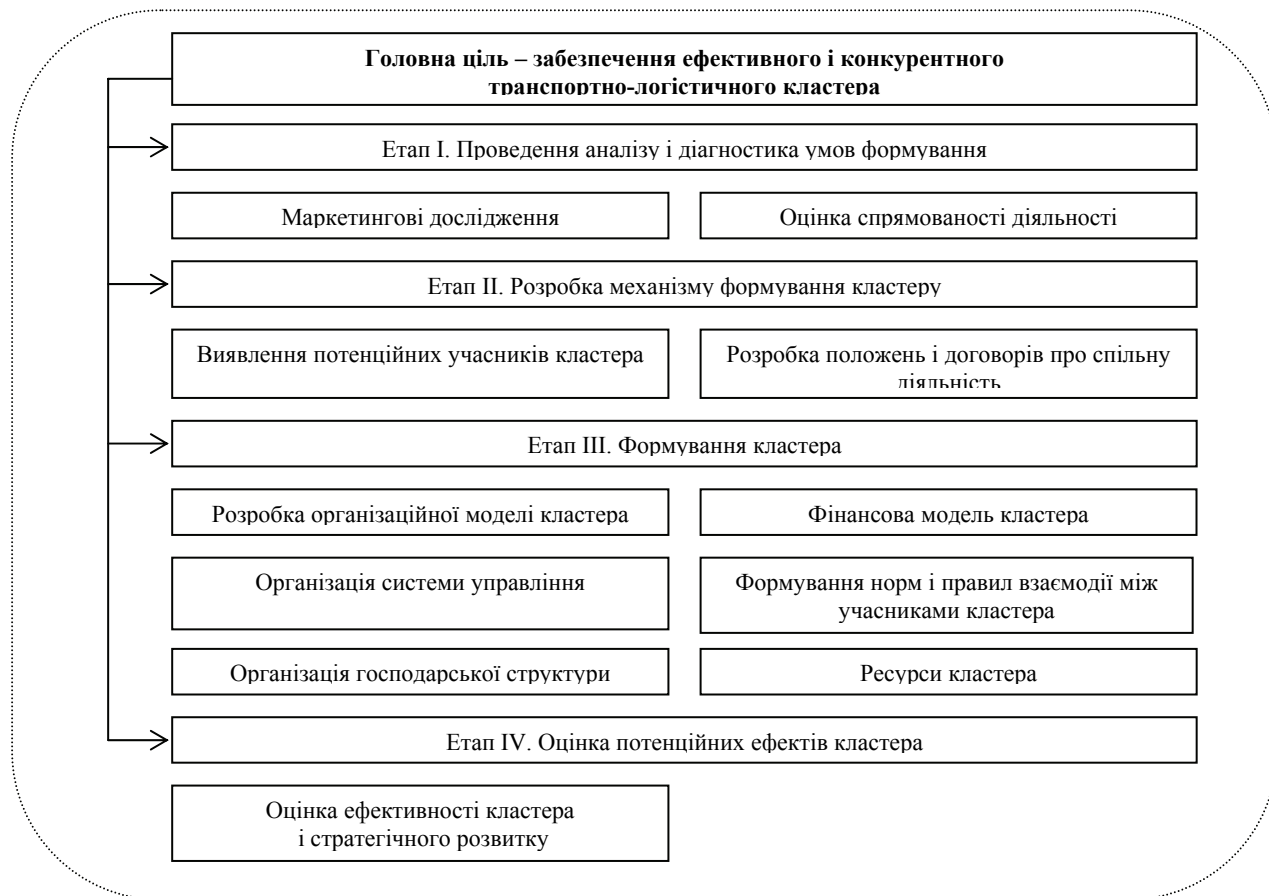 Головна ціль – забезпечення ефективного і конкурентного
транспортно-логістичного кластера
Етап I. Проведення аналізу і діагностика умов формування
Маркетингові дослідження
Оцінка спрямованості діяльності
Етап II. Розробка механізму формування кластеру
Виявлення потенційних учасників кластера
Розробка положень і договорів про спільну
діяльність
Етап III. Формування кластера
Розробка організаційної моделі кластера
Фінансова модель кластера
Організація системи управління
Формування норм і правил взаємодії між
учасниками кластера
Організація господарської структури
Ресурси кластера
Етап IV. Оцінка потенційних ефектів кластера
Оцінка ефективності кластера
і стратегічного розвитку